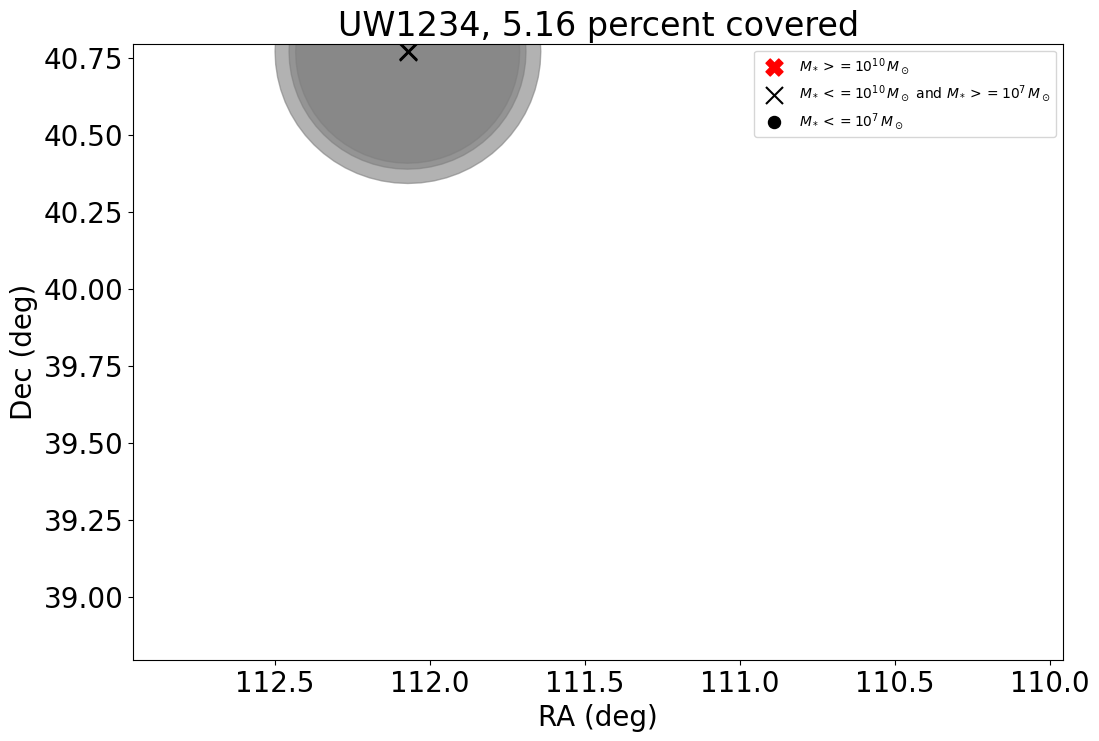 UW1234, 5.16 percent covered
M* >= 10^10 M⊙
M* <= 10^10 M⊙ and M* >= 10^7 M⊙
M* <= 10^7 M⊙
40.75
40.50
40.25
40.00
39.75
39.50
39.25
39.00
Dec (deg)
112.5 112.0 111.5 111.0 110.5 110.0
RA (deg)